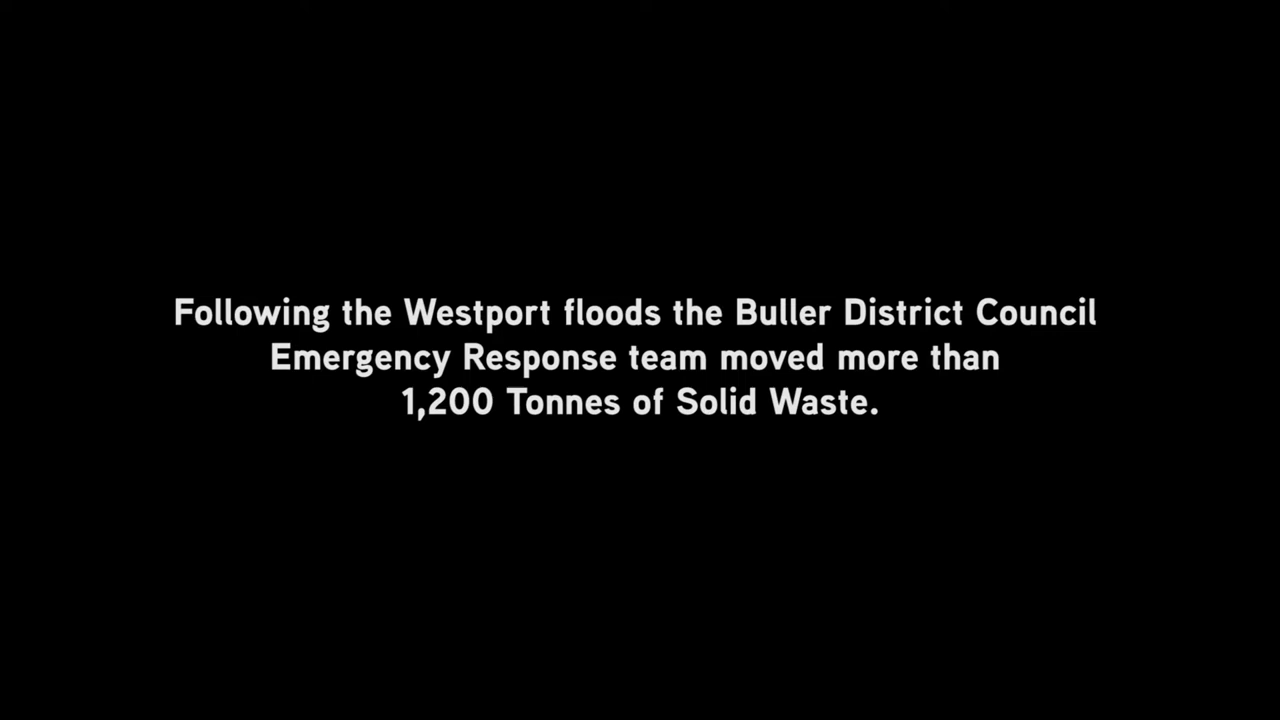 Following the Westport floods the Buller District Council
Emergency Response team moved more than
1,200 Tonnes of Solid Waste.